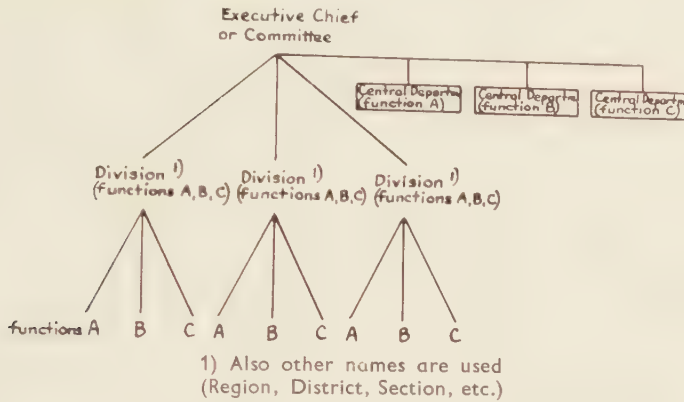 Executive Chief
or Committee
Central Departm
(function A)
Central Departm
(function B)
Central Departm
(function C)
Division 1)
(functions A,B,C)
Division 1)
(functions A,B,C)
Division 1)
(functions A,B,C)
functions A B C A B C A B C
1) Also other names are used
(Region, District, Section, etc.)